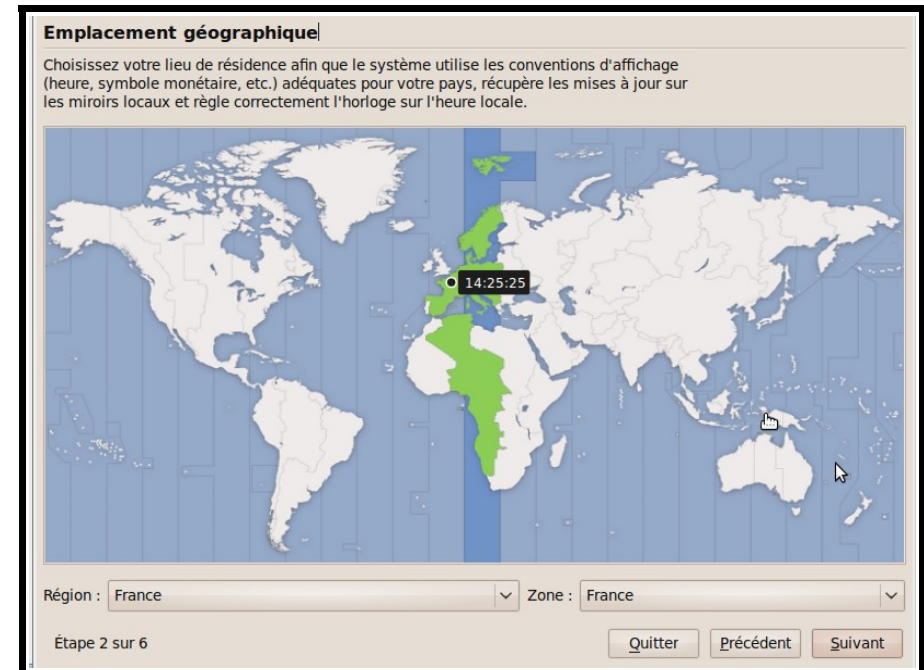 Emplacement géographique
Choisissez votre lieu de résidence afin que le système utilise les conventions d'affichage
(heure, symbole monétaire, etc.) adéquates pour votre pays, récupère les mises à jour sur
les miroirs locaux et règle correctement l'horloge sur l'heure locale.
14:25:25
Région : France Zone : France
Étape 2 sur 6 Quitter Précédent Suivant